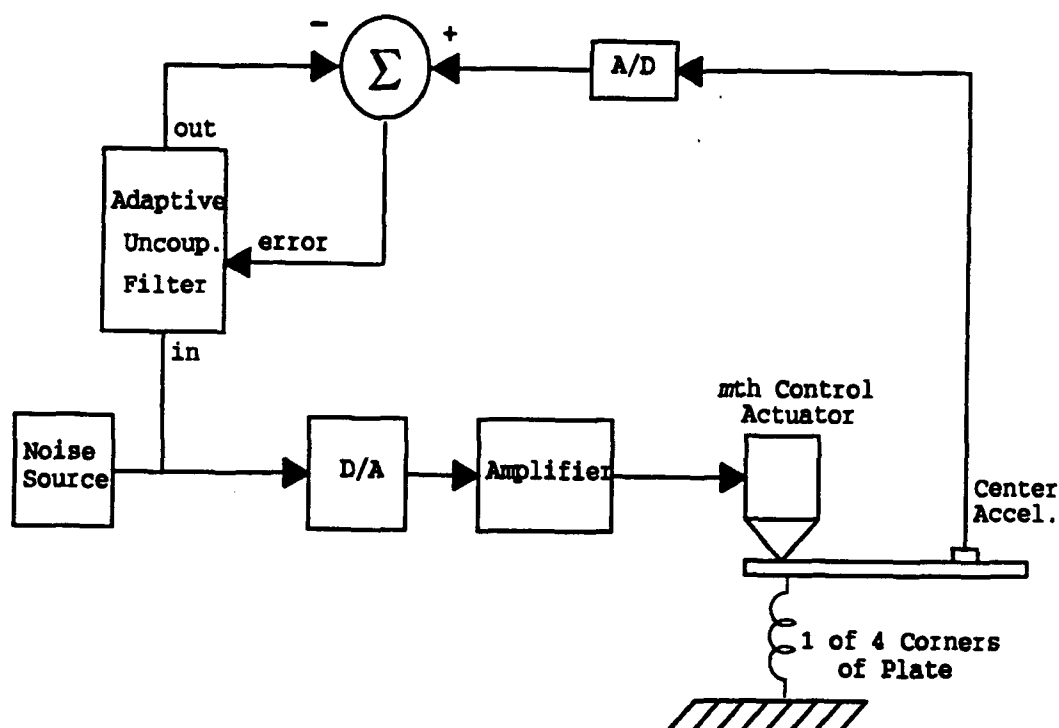 -
+
Σ
A/D
out
Adaptive
Uncoup.
Filter
error
in
mth Control
Actuator
Noise
Source
D/A
Amplifier
Center
Accel.
1 of 4 Corners
of Plate